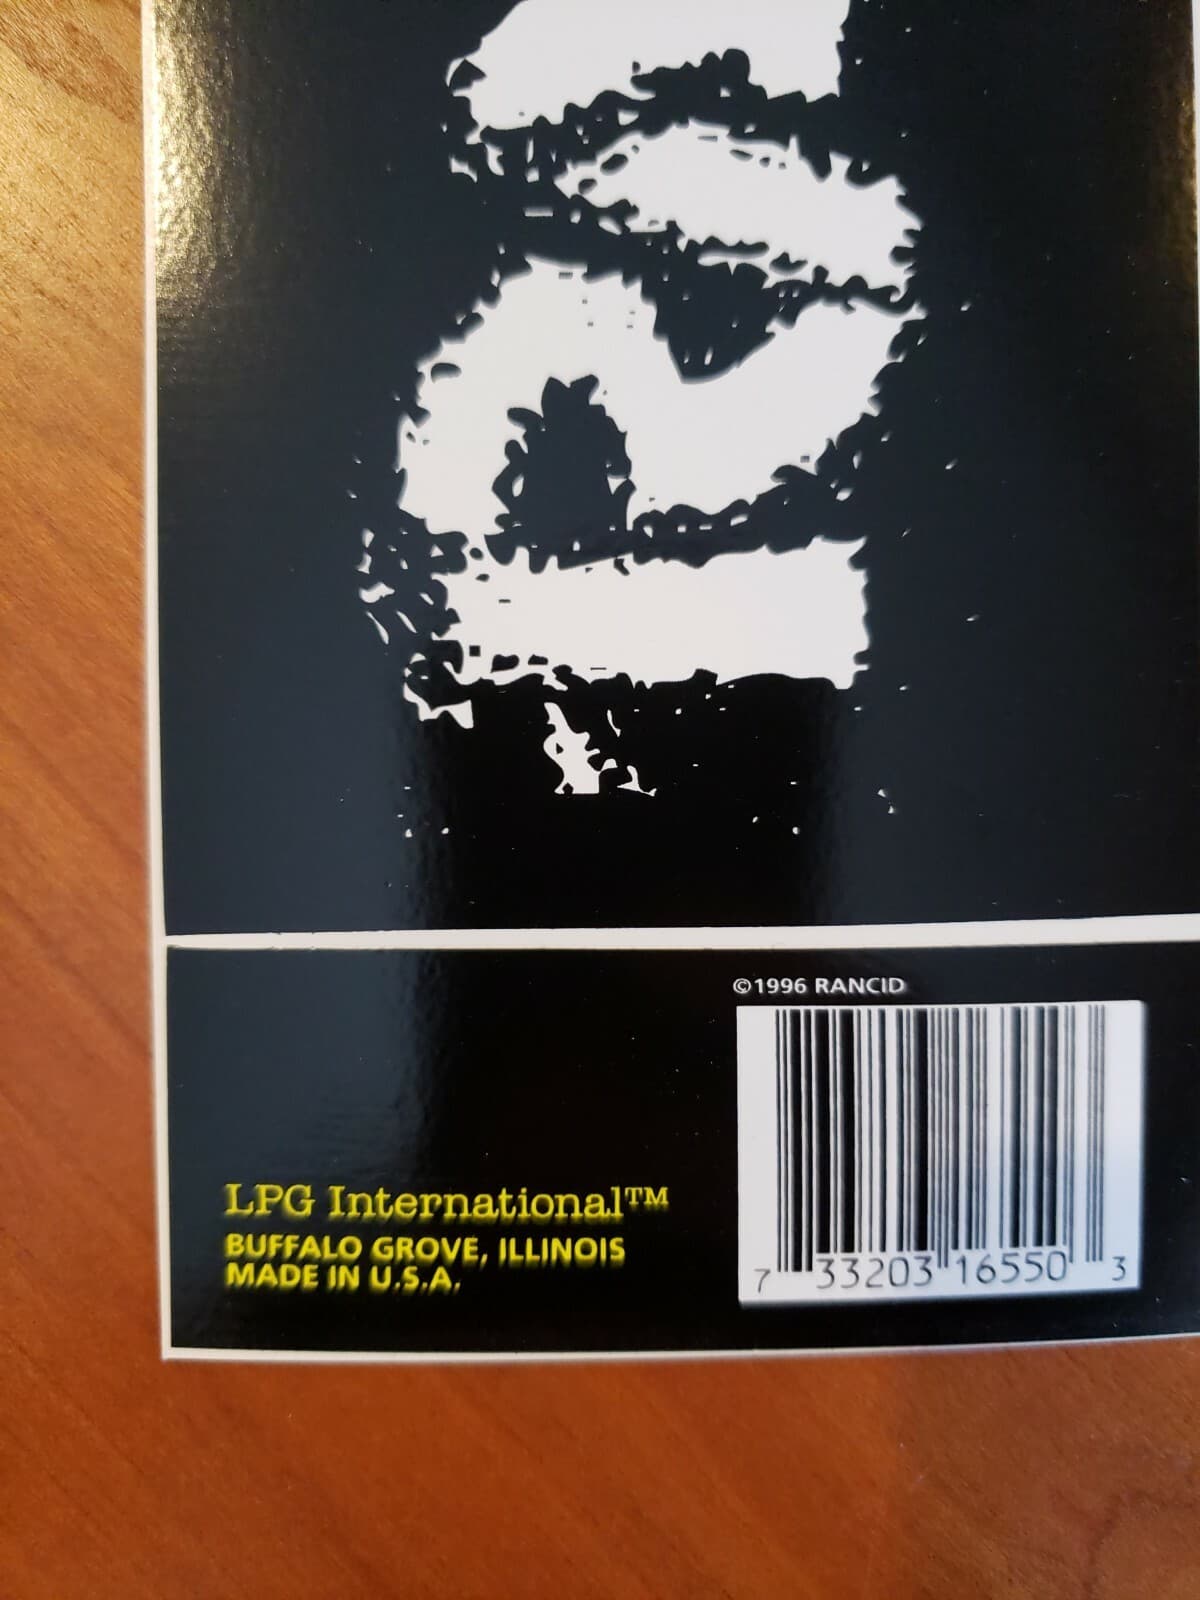 ©1996 RANCID
LPG International™
BUFFALO GROVE, ILLINOIS
MADE IN U.S.A.
7 33203 16550 3